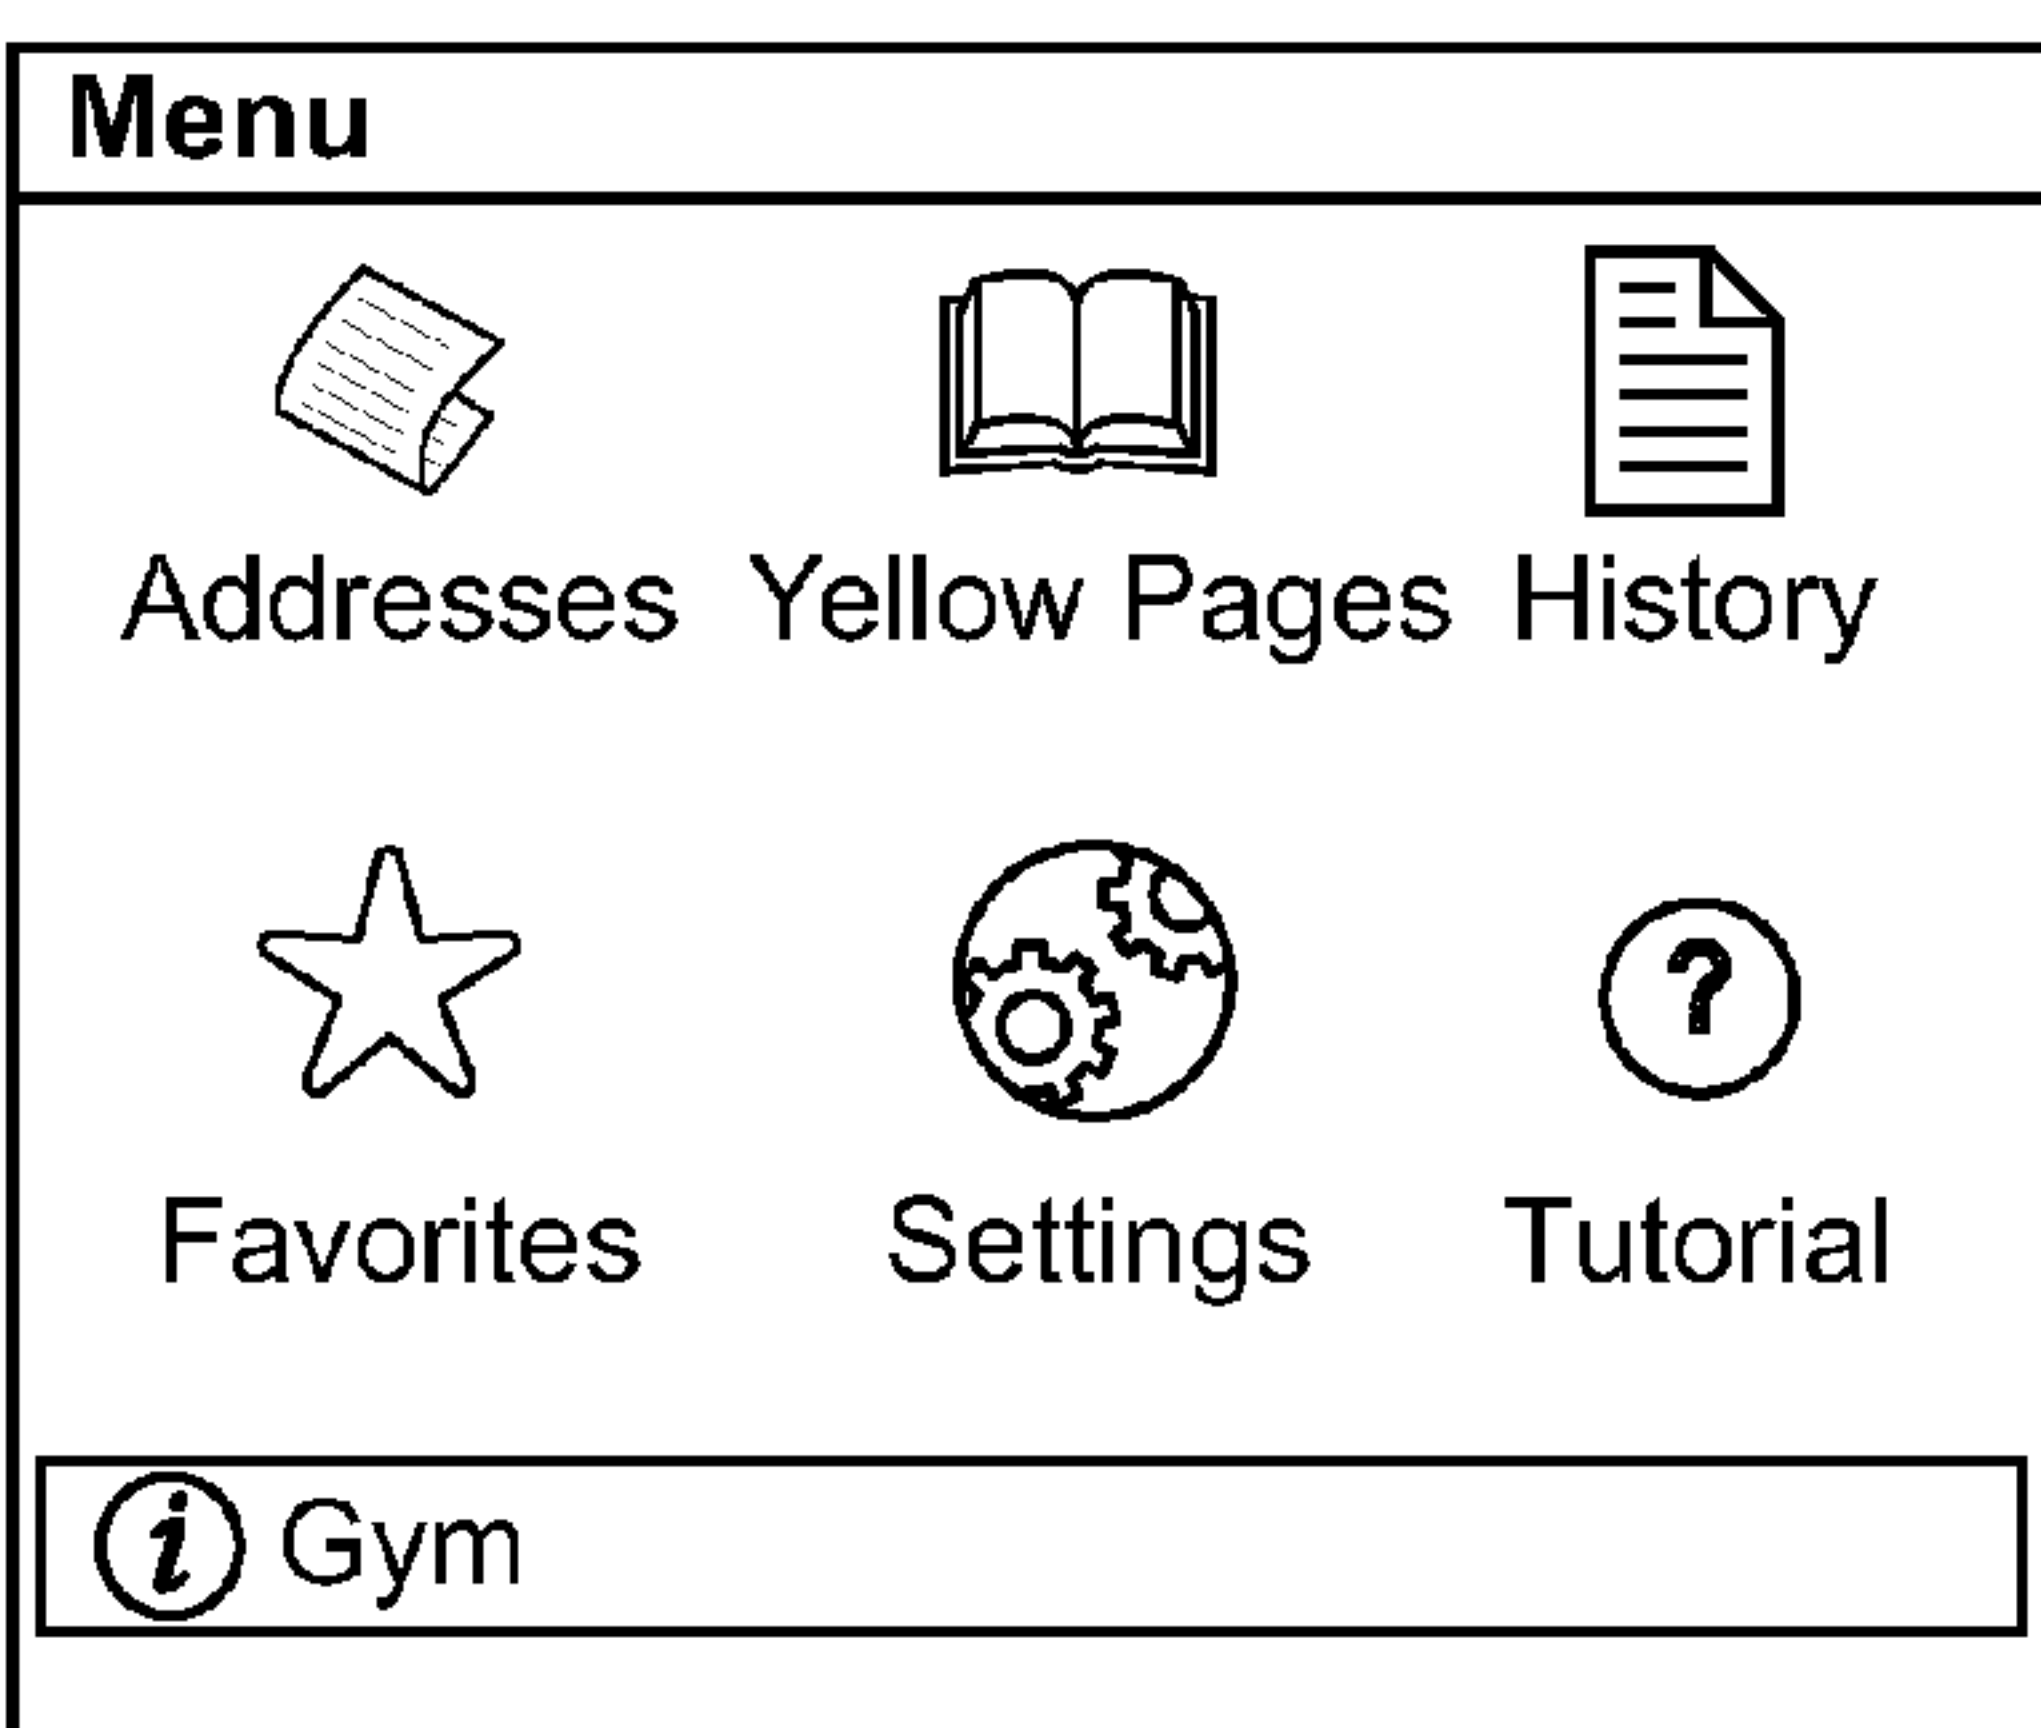 Menu
Addresses Yellow Pages History
?
Favorites Settings Tutorial
i Gym